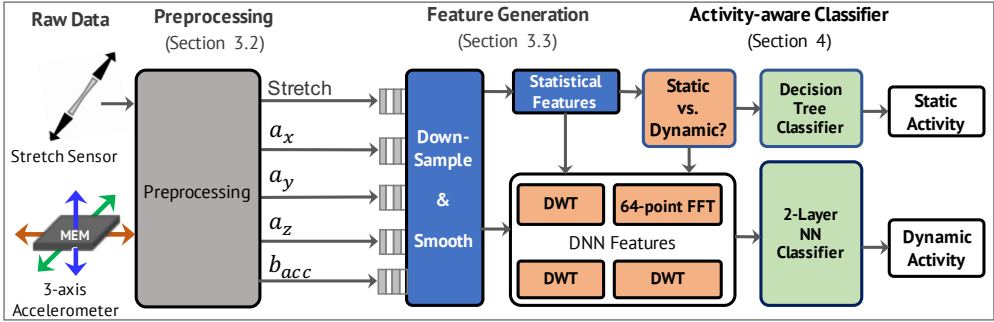 Raw Data
Preprocessing
(Section 3.2)
Feature Generation
(Section 3.3)
Activity-aware Classifier
(Section 4)
Stretch Sensor
MEM
3-axis
Accelerometer
Preprocessing
Stretch
a_x
a_y
a_z
b_acc
Down-
Sample
&
Smooth
Statistical
Features
Static
vs.
Dynamic?
Decision
Tree
Classifier
Static
Activity
DWT
64-point FFT
DNN Features
DWT
DWT
2-Layer
NN
Classifier
Dynamic
Activity